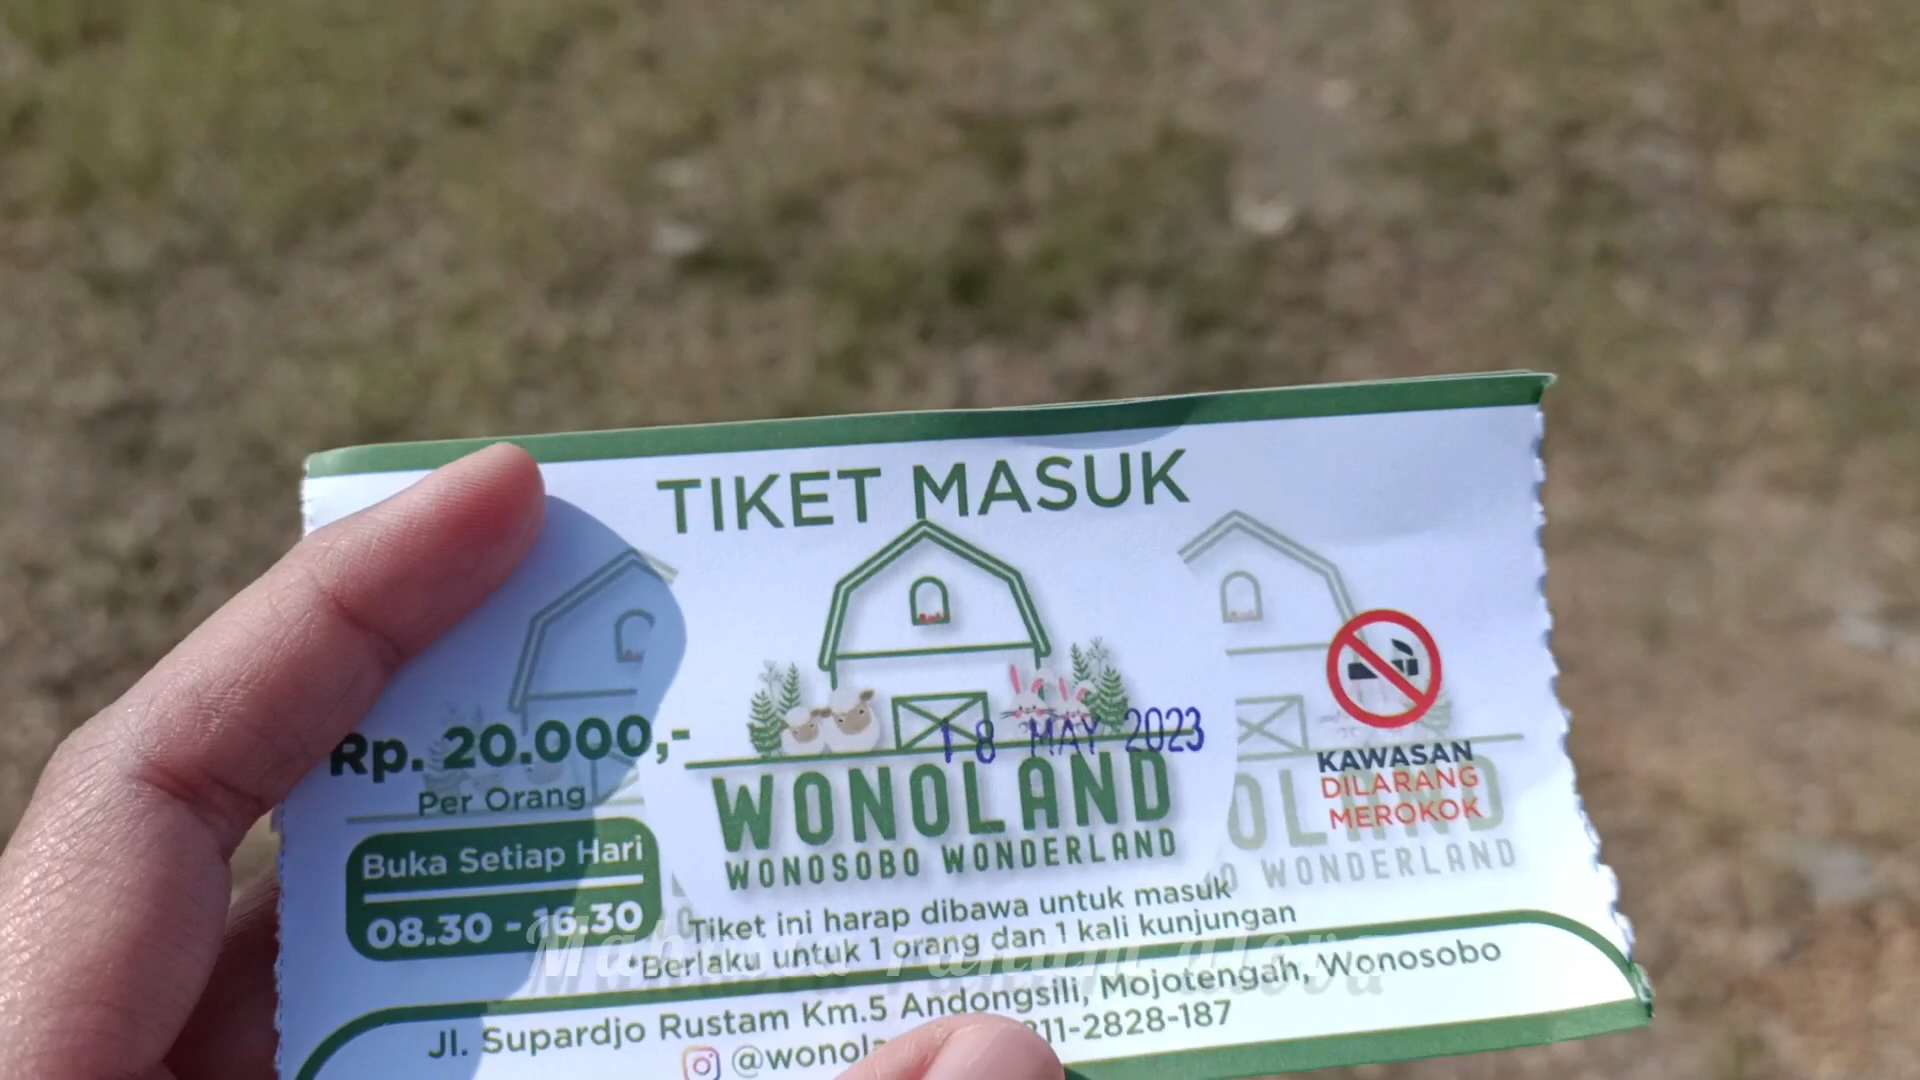 TIKET MASUK
Rp. 20.000,-
Per Orang
Buka Setiap Hari
08.30 - 16.30
18 MAY 2023
WONOLAND
WONOSOBO WONDERLAND
KAWASAN
DILARANG
MEROKOK
OLAND
WONDERLAND
Tiket ini harap dibawa untuk masuk
*Berlaku untuk 1 orang dan 1 kali kunjungan
Jl. Supardjo Rustam Km.5 Andongsili, Mojotengah, Wonosobo
@wonola 811-2828-187